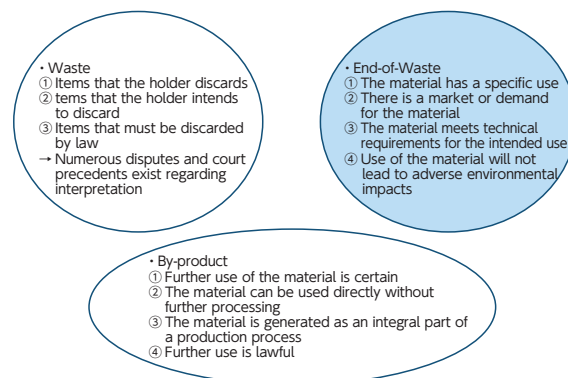 · Waste
① Items that the holder discards
② tems that the holder intends
to discard
③ Items that must be discarded
by law
→ Numerous disputes and court
precedents exist regarding
interpretation
· End-of-Waste
① The material has a specific use
② There is a market or demand
for the material
③ The material meets technical
requirements for the intended use
④ Use of the material will not
lead to adverse environmental
impacts
· By-product
① Further use of the material is certain
② The material can be used directly without
further processing
③ The material is generated as an integral part of
a production process
④ Further use is lawful